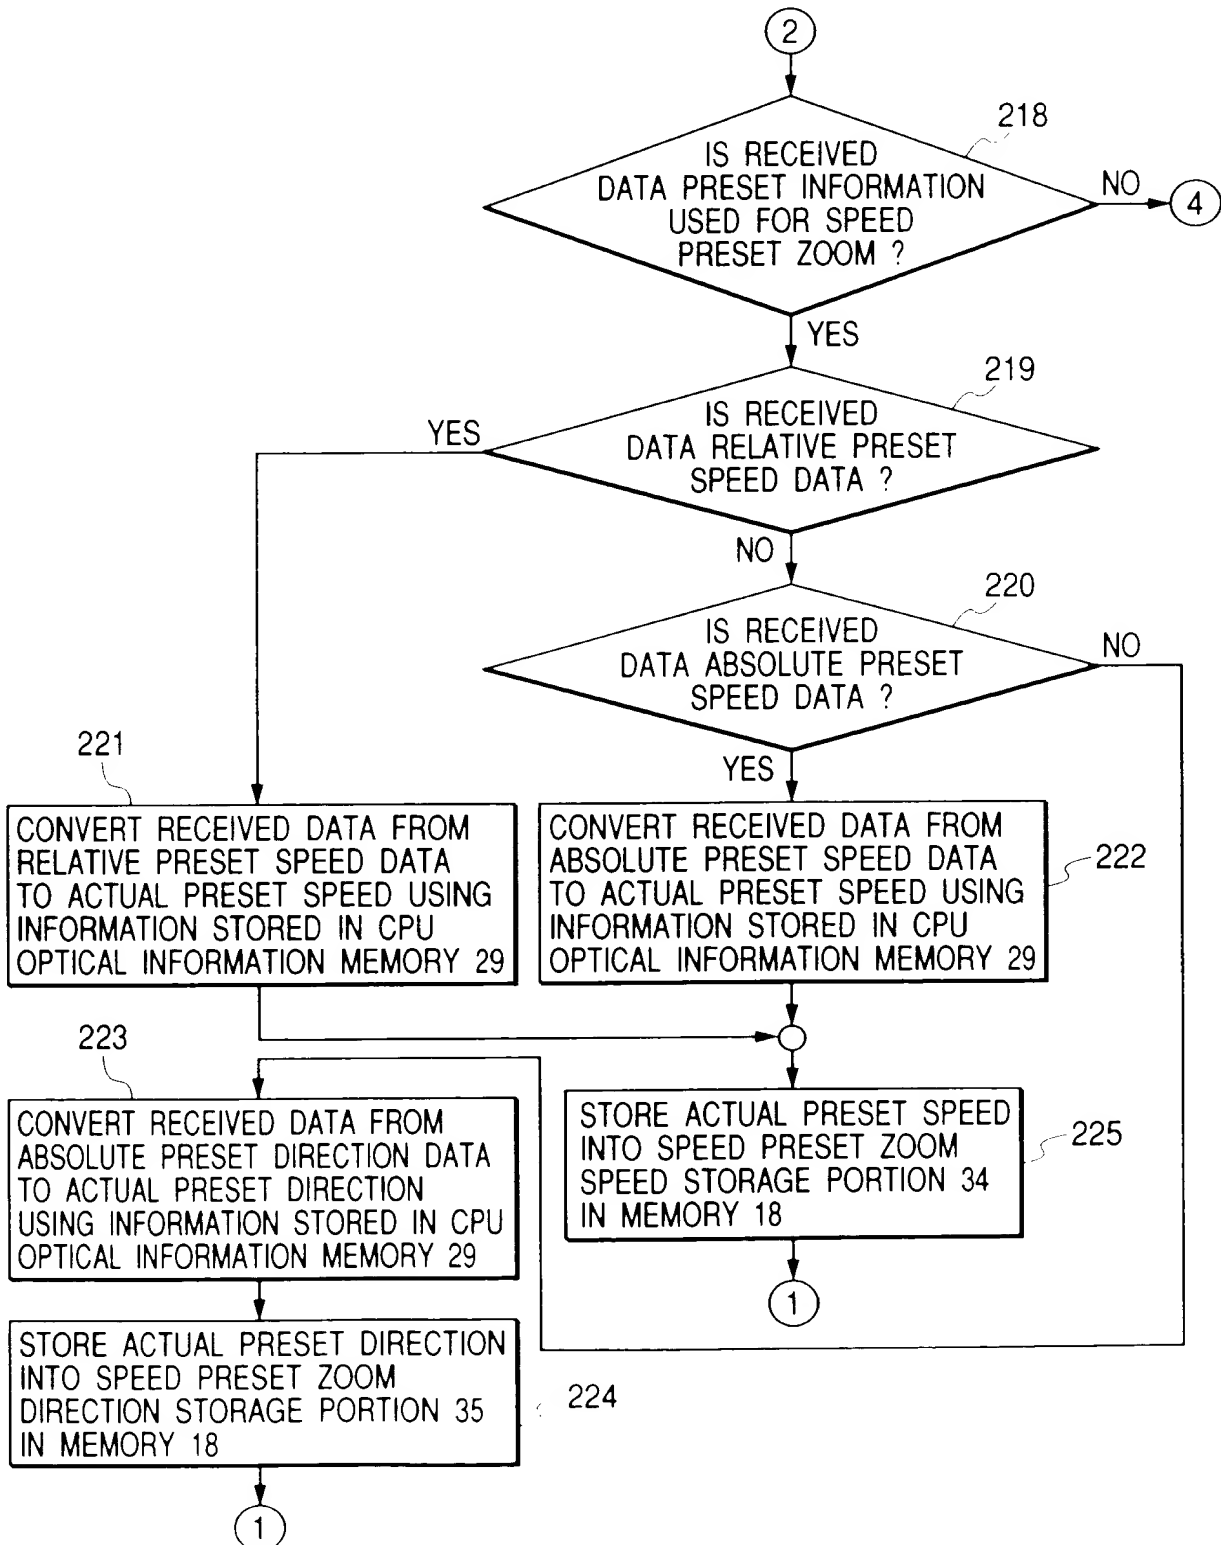 2
218
IS RECEIVED
DATA PRESET INFORMATION
USED FOR SPEED
PRESET ZOOM ?
NO
4
YES
219
IS RECEIVED
DATA RELATIVE PRESET
SPEED DATA ?
YES
NO
220
IS RECEIVED
DATA ABSOLUTE PRESET
SPEED DATA ?
NO
YES
221
CONVERT RECEIVED DATA FROM
RELATIVE PRESET SPEED DATA
TO ACTUAL PRESET SPEED USING
INFORMATION STORED IN CPU
OPTICAL INFORMATION MEMORY 29
CONVERT RECEIVED DATA FROM
ABSOLUTE PRESET SPEED DATA
TO ACTUAL PRESET SPEED USING
INFORMATION STORED IN CPU
OPTICAL INFORMATION MEMORY 29
222
223
CONVERT RECEIVED DATA FROM
ABSOLUTE PRESET DIRECTION DATA
TO ACTUAL PRESET DIRECTION
USING INFORMATION STORED IN CPU
OPTICAL INFORMATION MEMORY 29
STORE ACTUAL PRESET SPEED
INTO SPEED PRESET ZOOM
SPEED STORAGE PORTION 34
IN MEMORY 18
225
1
STORE ACTUAL PRESET DIRECTION
INTO SPEED PRESET ZOOM
DIRECTION STORAGE PORTION 35
IN MEMORY 18
224
1